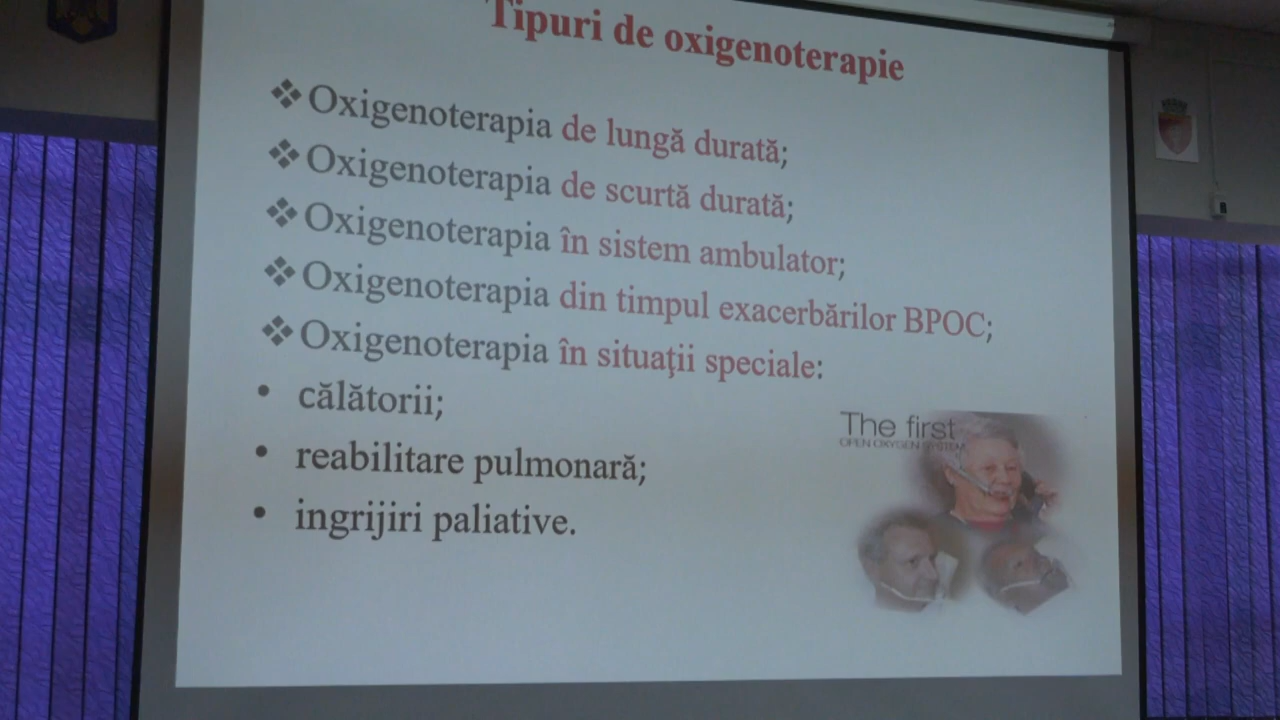 Tipuri de oxigenoterapie
❖Oxigenoterapia de lungă durată;
❖Oxigenoterapia de scurtă durată;
❖Oxigenoterapia în sistem ambulator;
❖Oxigenoterapia din timpul exacerbărilor BPOC;
❖Oxigenoterapia în situaţii speciale:
• călătorii;
• reabilitare pulmonară;
• ingrijiri paliative.
The first
OPEN OXYGEN SYSTEM